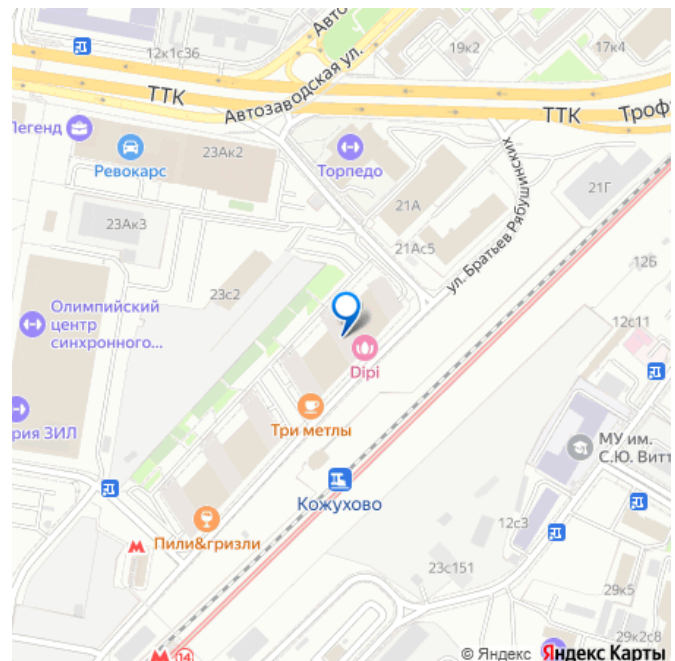 Авто
12к1с36
19к2
17к4
Автозаводская ул.
ТТК
ТТК
Троф
Легенд
23Ак2
Ревокарс
Торпедо
ул. Братьев Рябушинских
21Г
21А
23Ак3
21Ас5
12Б
23с2
Олимпийский
центр
синхронного...
12с11
Dipi
Три метлы
рия ЗИЛ
МУ им.
С.Ю. Витт
Кожухово
12с3
Пили&гризли
23с151
29к5
29к2с8
14
© Яндекс
Яндекс Карты